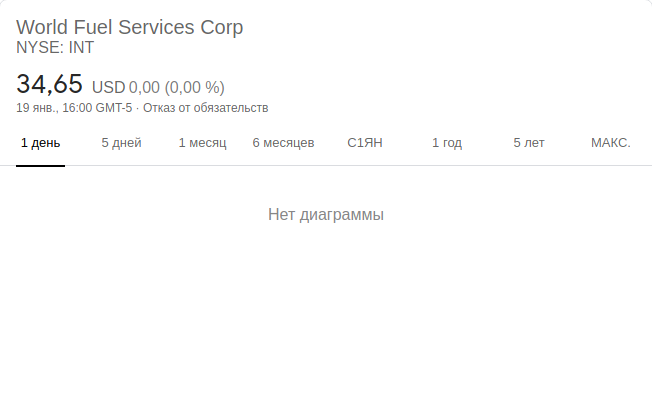 World Fuel Services Corp
NYSE: INT
34,65 USD 0,00 (0,00 %)
19 янв., 16:00 GMT-5 · Отказ от обязательств
1 день 5 дней 1 месяц 6 месяцев С1ЯН 1 год 5 лет МАКС.
Нет диаграммы